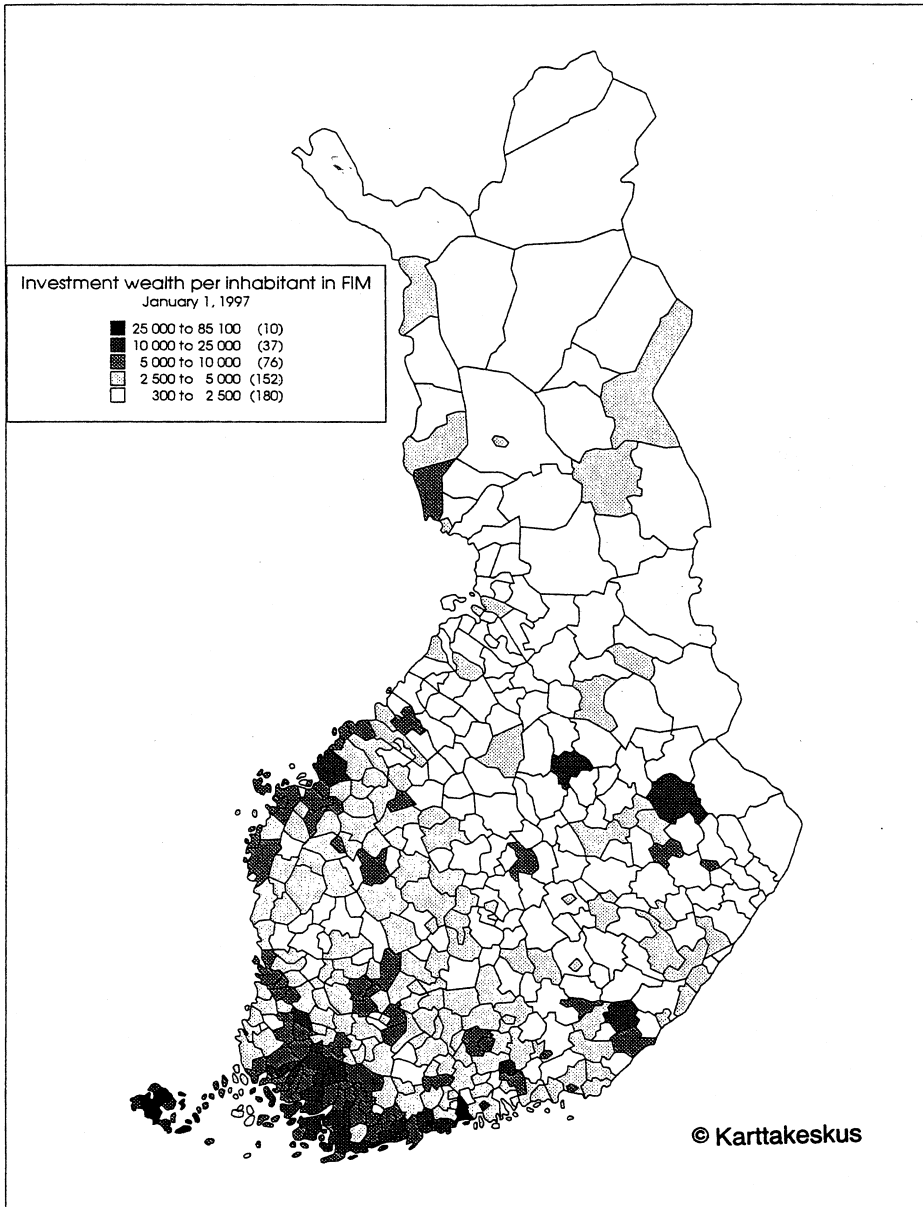 Investment wealth per inhabitant in FIM
January 1, 1997
25 000 to 85 100 (10)
10 000 to 25 000 (37)
5 000 to 10 000 (76)
2 500 to 5 000 (152)
300 to 2 500 (180)
© Karttakeskus